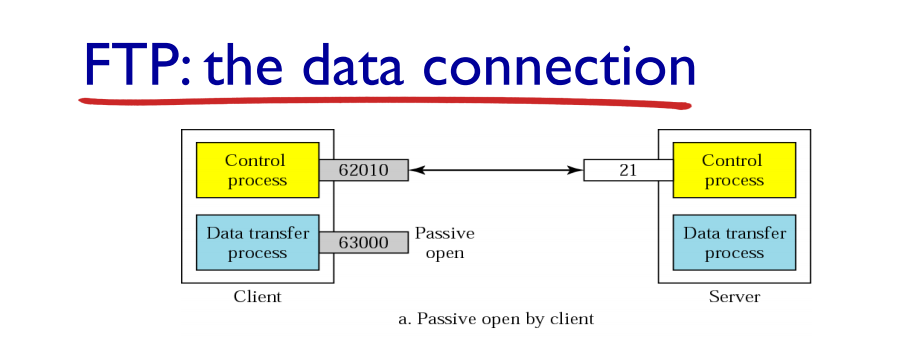 FTP: the data connection
Control
process
62010
21
Control
process
Data transfer
process
63000
Passive
open
Data transfer
process
Client
Server
a. Passive open by client